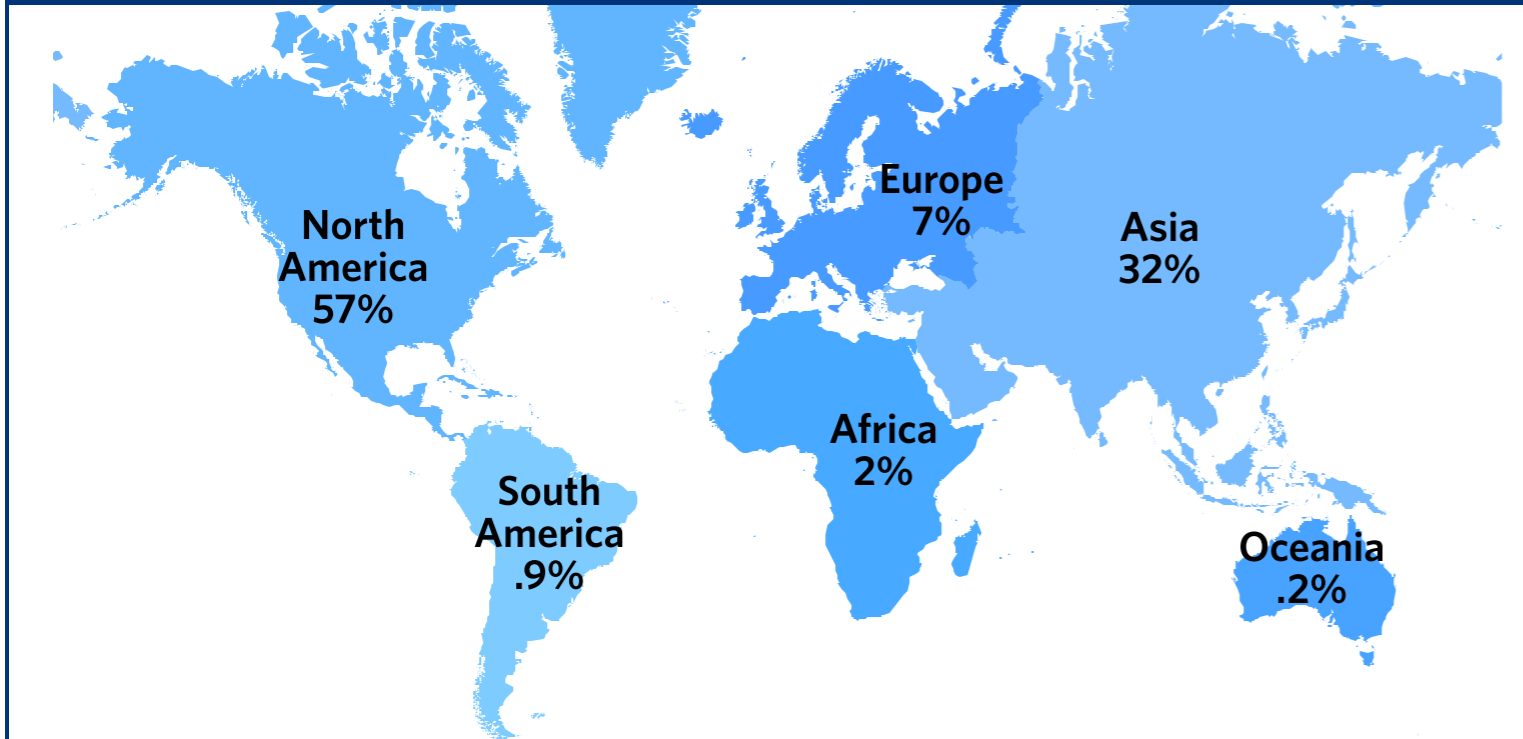 North
America
57%
South
America
.9%
Europe
7%
Africa
2%
Asia
32%
Oceania
.2%